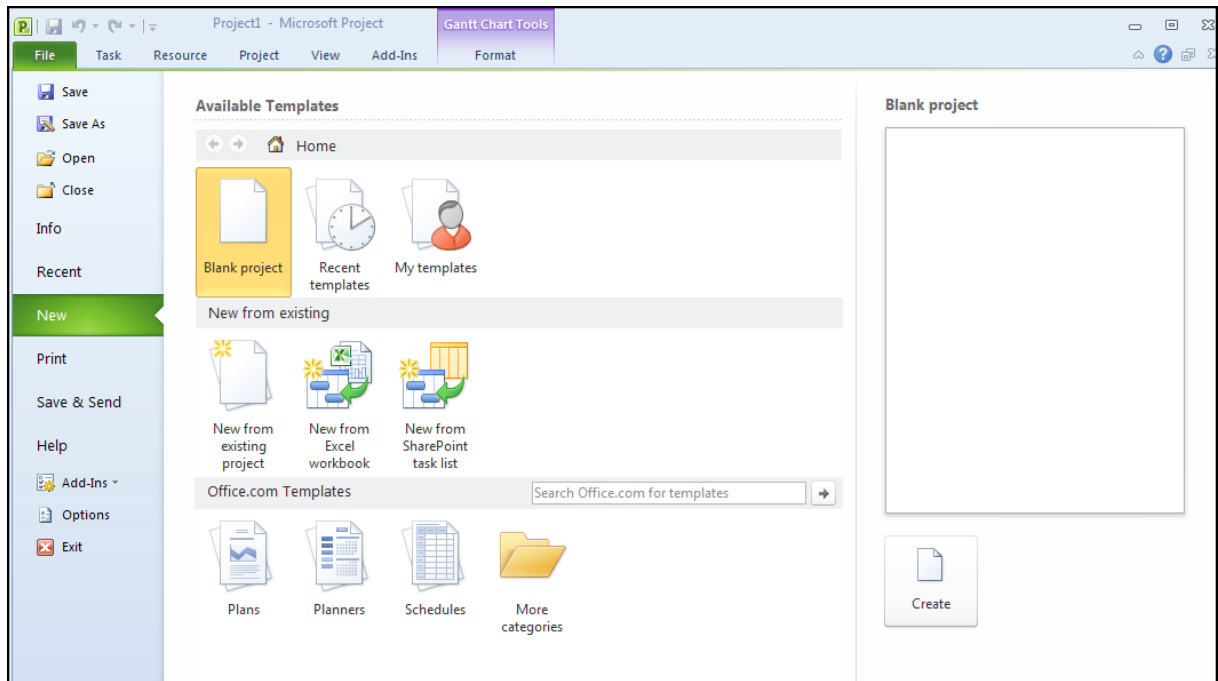 Project1 - Microsoft Project
Gantt Chart Tools
File Task Resource Project View Add-Ins Format
Save
Save As
Open
Close
Info
Recent
New
Print
Save & Send
Help
Add-Ins
Options
Exit
Available Templates
Home
Blank project
Recent
templates
My templates
New from existing
New from
existing
project
New from
Excel
workbook
New from
SharePoint
task list
Office.com Templates
Search Office.com for templates
Plans
Planners
Schedules
More
categories
Blank project
Create